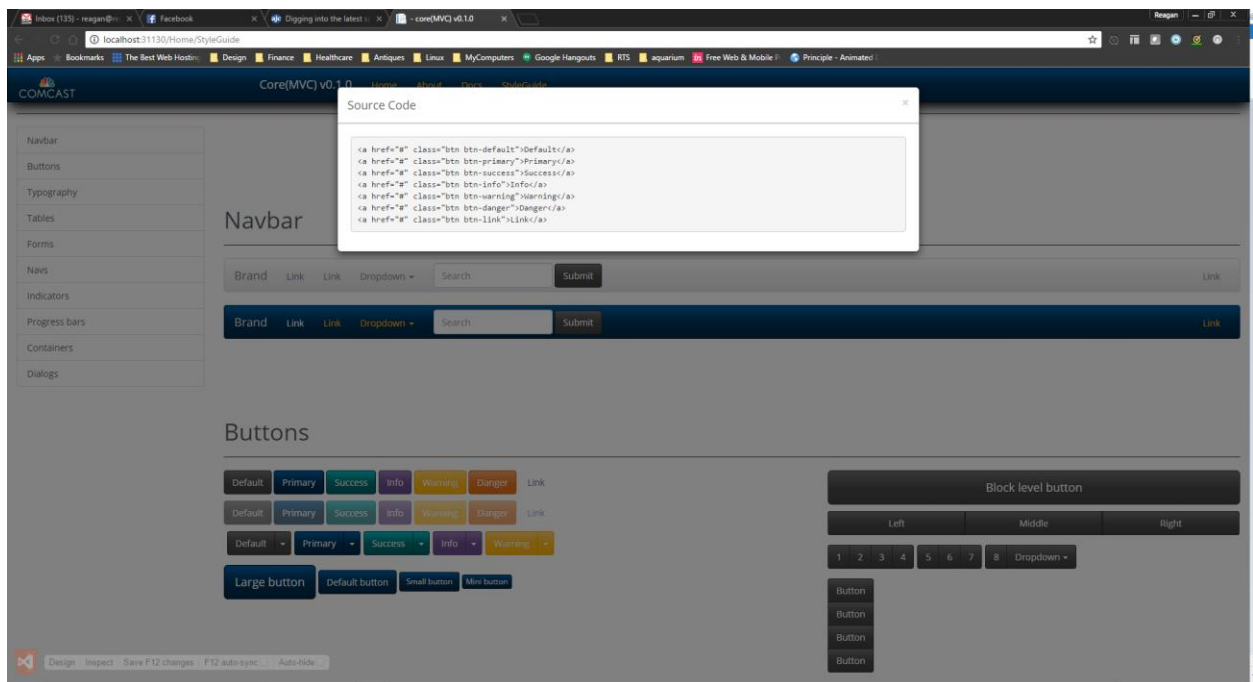 Inbox (135) - reagan@re
Facebook
Digging into the latest s
- core(MVC) v0.1.0
Reagan
localhost:31130/Home/StyleGuide
Apps
Bookmarks
The Best Web Hosting
Design
Finance
Healthcare
Antiques
Linux
MyComputers
Google Hangouts
RTS
aquarium
Free Web & Mobile
Principle - Animated
COMCAST
Core(MVC) v0.1.0
Home
About
Docs
StyleGuide
Source Code
×
<a href="#" class="btn btn-default">Default</a>
<a href="#" class="btn btn-primary">Primary</a>
<a href="#" class="btn btn-success">Success</a>
<a href="#" class="btn btn-info">Info</a>
<a href="#" class="btn btn-warning">Warning</a>
<a href="#" class="btn btn-danger">Danger</a>
<a href="#" class="btn btn-link">Link</a>
Navbar
Buttons
Typography
Tables
Forms
Navs
Indicators
Progress bars
Containers
Dialogs
Navbar
Brand Link Link Dropdown Search Submit Link
Brand Link Link Dropdown Search Submit Link
Buttons
Default Primary Success Info Warning Danger Link
Default Primary Success Info Warning Danger Link
Default Primary Success Info Warning
Large button Default button Small button Mini button
Block level button
Left Middle Right
1 2 3 4 5 6 7 8 Dropdown
Button
Button
Button
Button
Design Inspect Save F12 changes F12 auto-sync Auto-hide